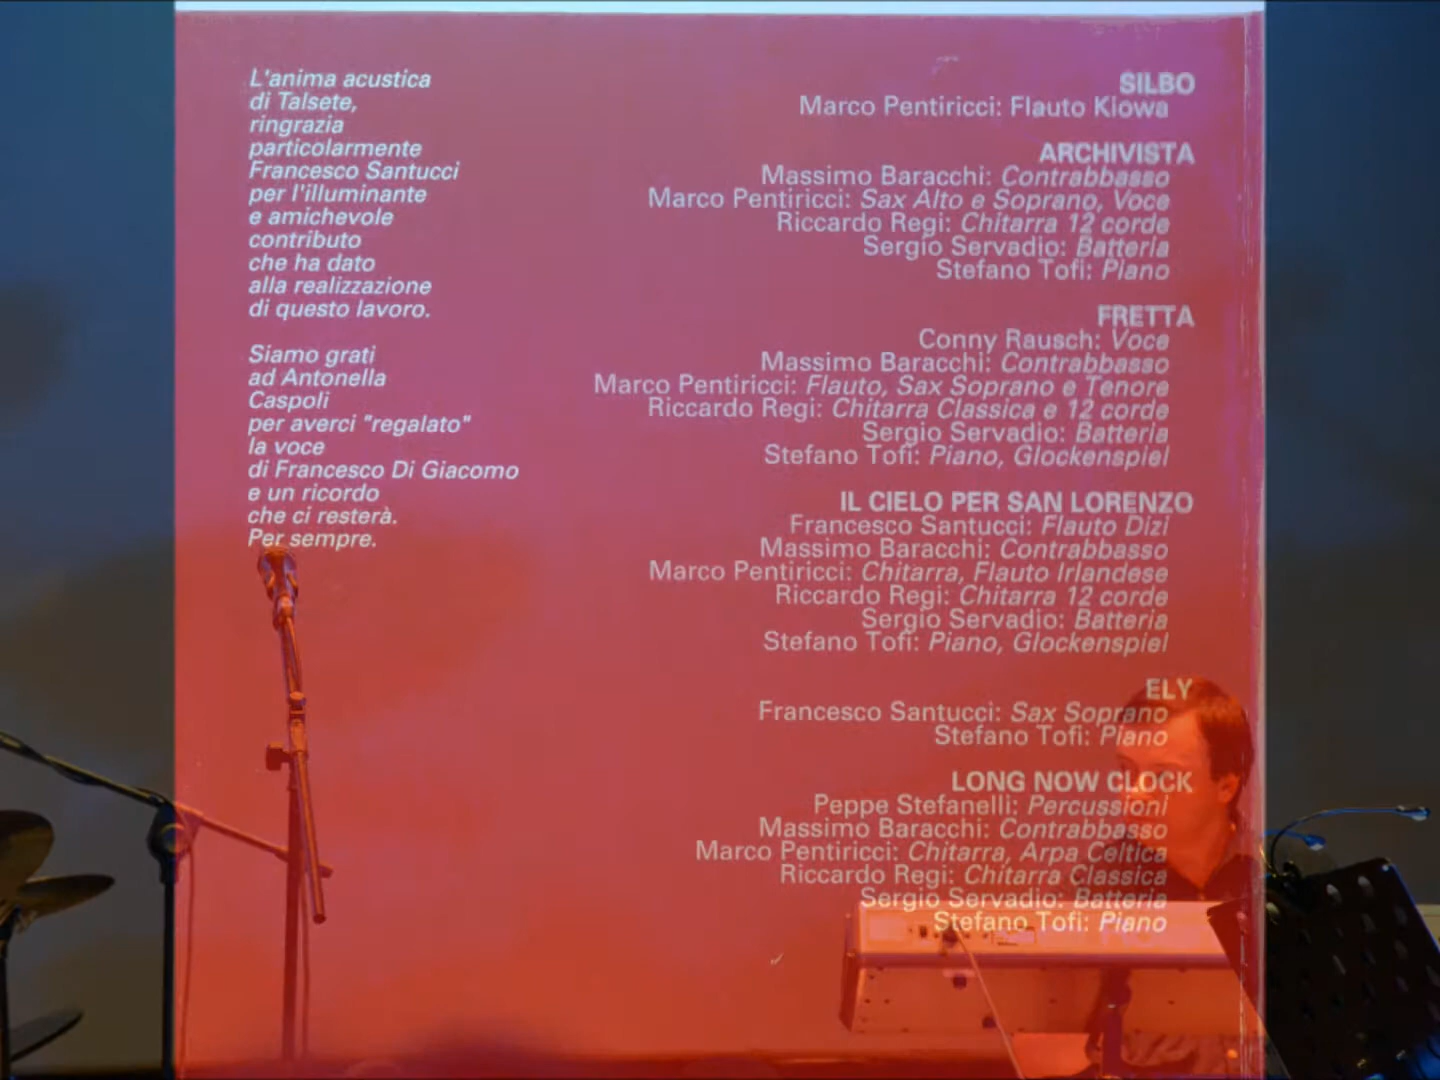 L'anima acustica
di Talsete,
ringrazia
particolarmente
Francesco Santucci
per l'illuminante
e amichevole
contributo
che ha dato
alla realizzazione
di questo lavoro.
Siamo grati
ad Antonella
Caspoli
per averci "regalato"
la voce
di Francesco Di Giacomo
e un ricordo
che ci resterà.
Per sempre.
SILBO
Marco Pentiricci: Flauto Kiowa
ARCHIVISTA
Massimo Baracchi: Contrabbasso
Marco Pentiricci: Sax Alto e Soprano, Voce
Riccardo Regi: Chitarra 12 corde
Sergio Servadio: Batteria
Stefano Tofi: Piano
FRETTA
Conny Rausch: Voce
Massimo Baracchi: Contrabbasso
Marco Pentiricci: Flauto, Sax Soprano e Tenore
Riccardo Regi: Chitarra Classica e 12 corde
Sergio Servadio: Batteria
Stefano Tofi: Piano, Glockenspiel
IL CIELO PER SAN LORENZO
Francesco Santucci: Flauto Dizi
Massimo Baracchi: Contrabbasso
Marco Pentiricci: Chitarra, Flauto Irlandese
Riccardo Regi: Chitarra 12 corde
Sergio Servadio: Batteria
Stefano Tofi: Piano, Glockenspiel
ELY
Francesco Santucci: Sax Soprano
Stefano Tofi: Piano
LONG NOW CLOCK
Peppe Stefanelli: Percussioni
Massimo Baracchi: Contrabbasso
Marco Pentiricci: Chitarra, Arpa Celtica
Riccardo Regi: Chitarra Classica
Sergio Servadio: Batteria
Stefano Tofi: Piano